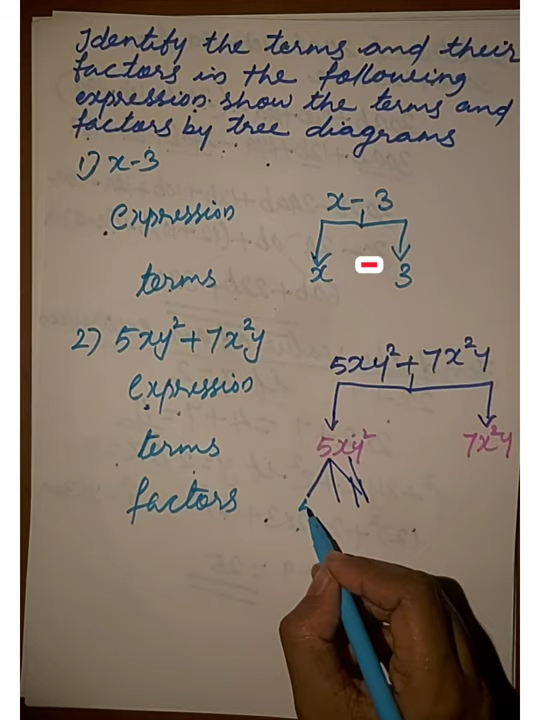 Identify the terms and their
factors in the following
expression show the terms and
factors by tree diagrams
1) x-3
expression
x - 3
terms
x - 3
2) 5xy² + 7x²y
5xy² + 7x²y
expression
terms
5xy² 7x²y
factors